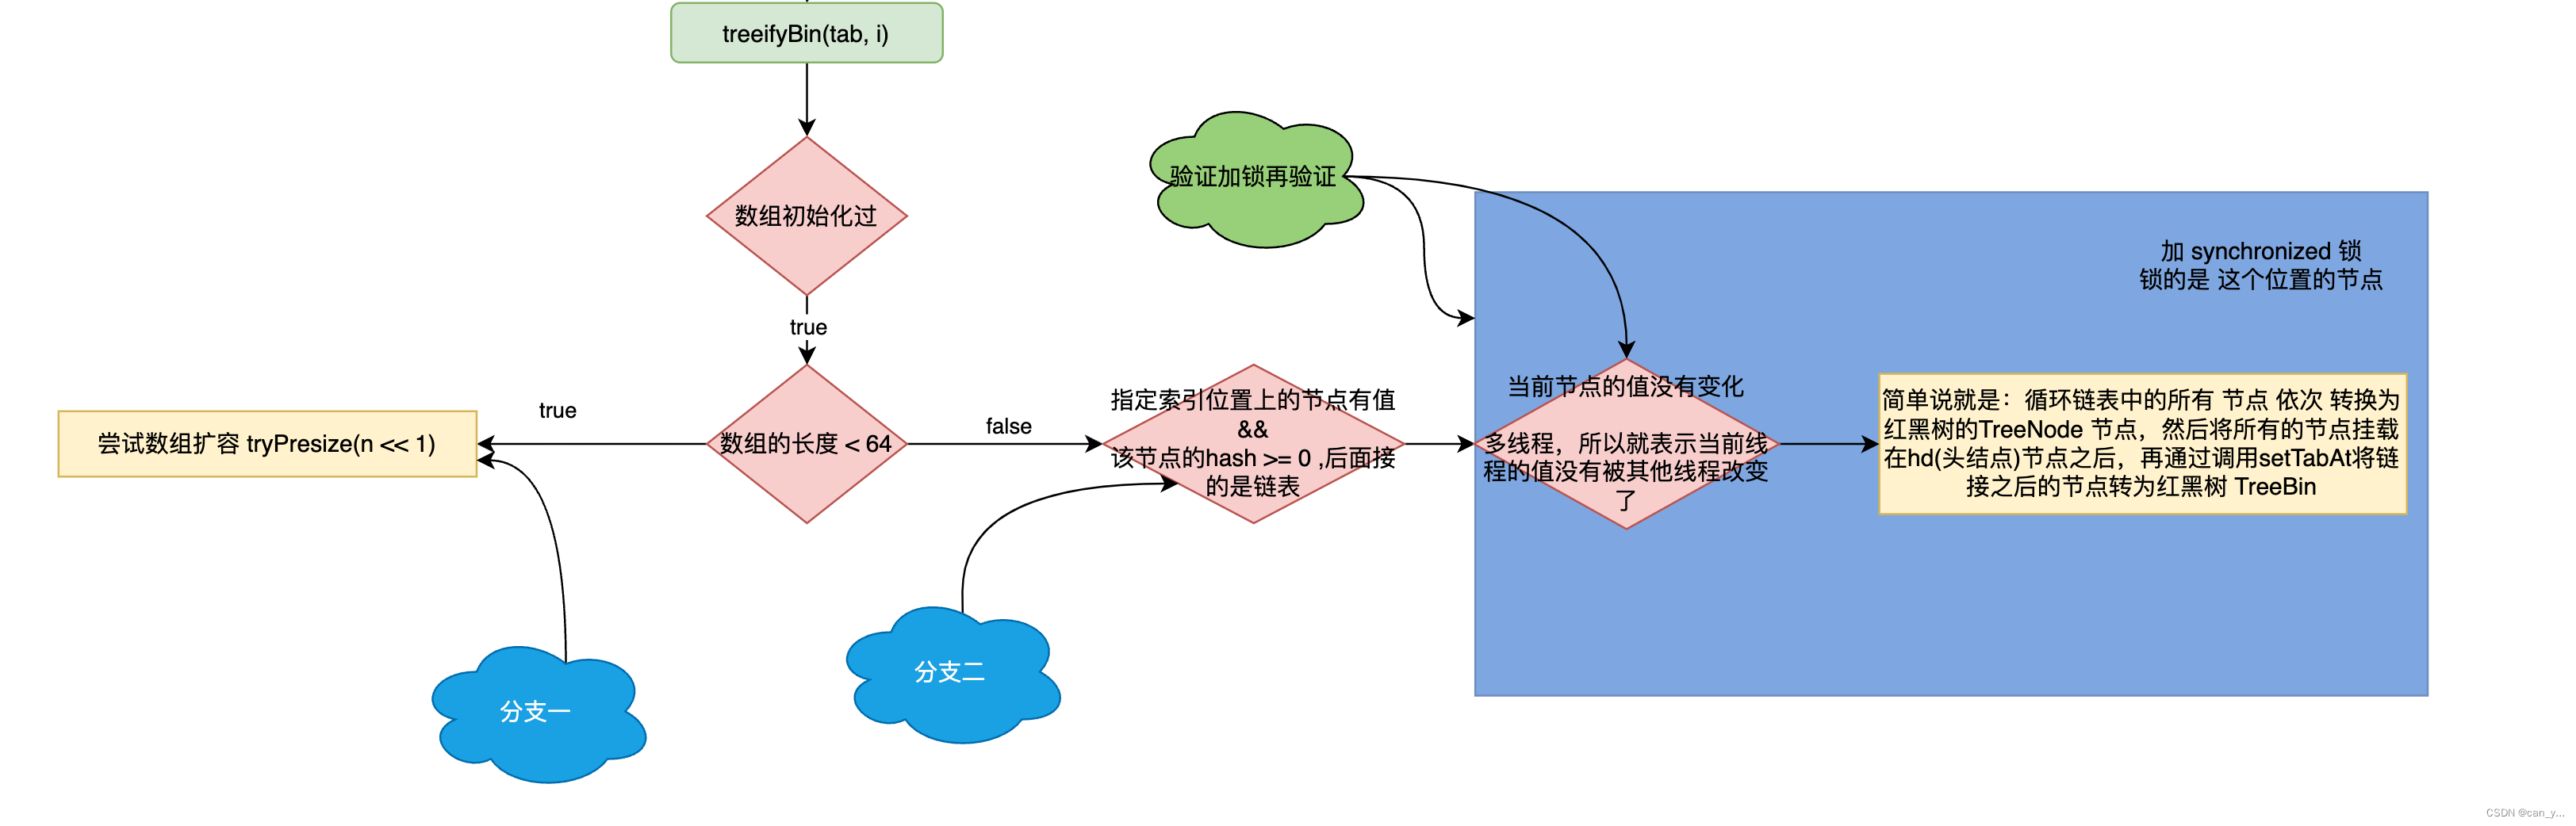 treeifyBin(tab, i)
数组初始化过
true
数组的长度 < 64
true
尝试数组扩容 tryPresize(n << 1)
分支一
false
指定索引位置上的节点有值
&&
该节点的hash >= 0 ,后面接
的是链表
分支二
验证加锁再验证
加 synchronized 锁
锁的是 这个位置的节点
当前节点的值没有变化
多线程，所以就表示当前线
程的值没有被其他线程改变
了
简单说就是：循环链表中的所有 节点 依次 转换为
红黑树的TreeNode 节点，然后将所有的节点挂载
在hd(头结点)节点之后，再通过调用setTabAt将链
接之后的节点转为红黑树 TreeBin
CSDN @can_y...